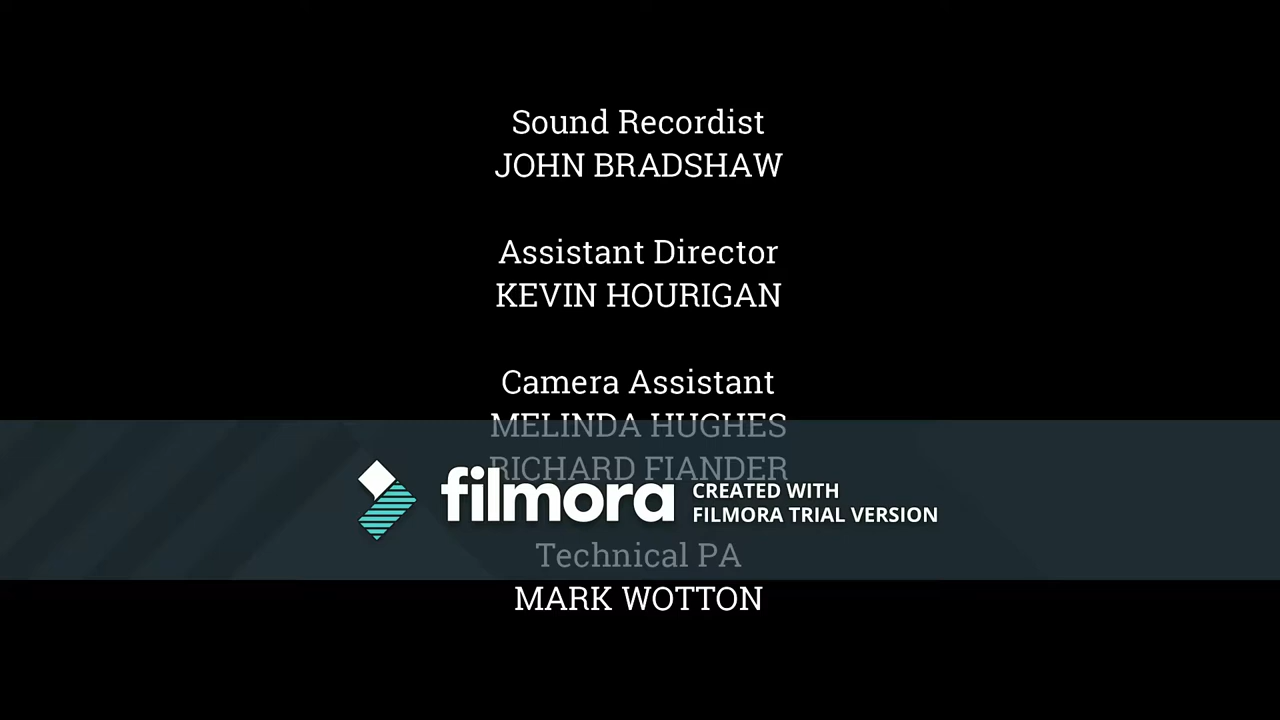 Sound Recordist
JOHN BRADSHAW
Assistant Director
KEVIN HOURIGAN
Camera Assistant
MELINDA HUGHES
RICHARD FIANDER
filmora
CREATED WITH
FILMORA TRIAL VERSION
Technical PA
MARK WOTTON